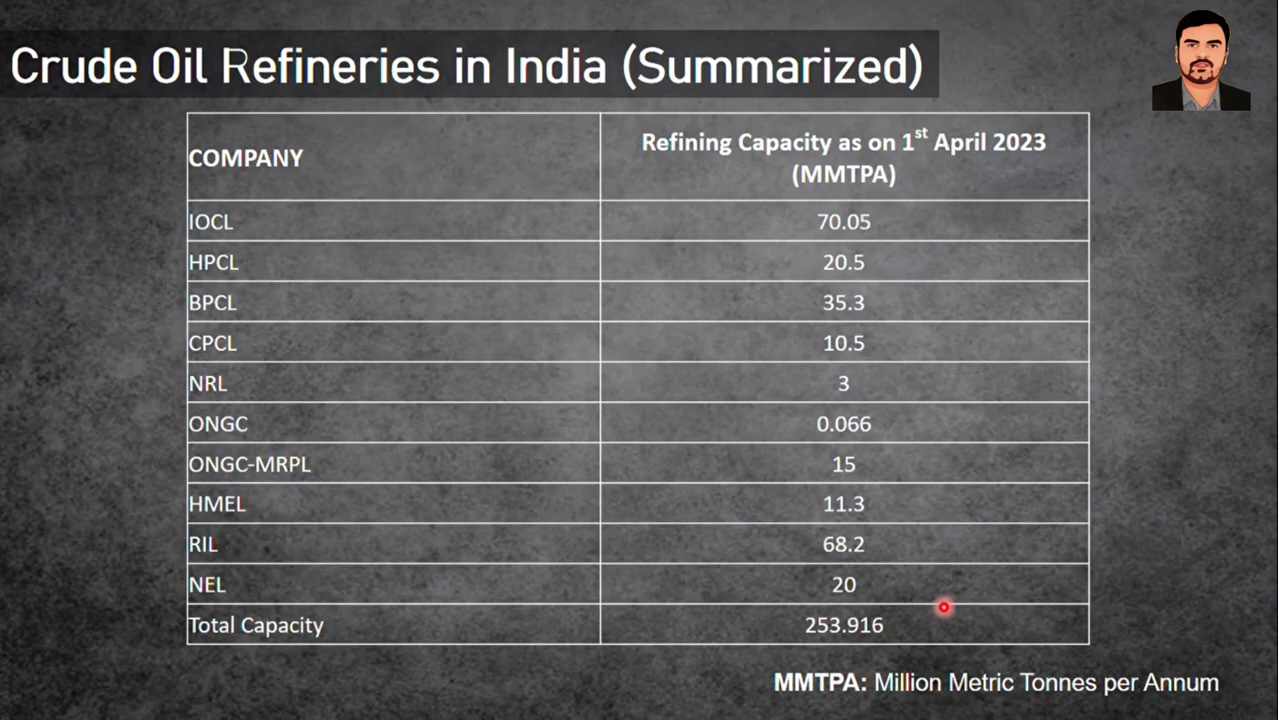 Crude Oil Refineries in India (Summarized)
COMPANY
Refining Capacity as on 1st April 2023
(MMTPA)
IOCL 70.05
HPCL 20.5
BPCL 35.3
CPCL 10.5
NRL 3
ONGC 0.066
ONGC-MRPL 15
HMEL 11.3
RIL 68.2
NEL 20
Total Capacity 253.916
MMTPA: Million Metric Tonnes per Annum